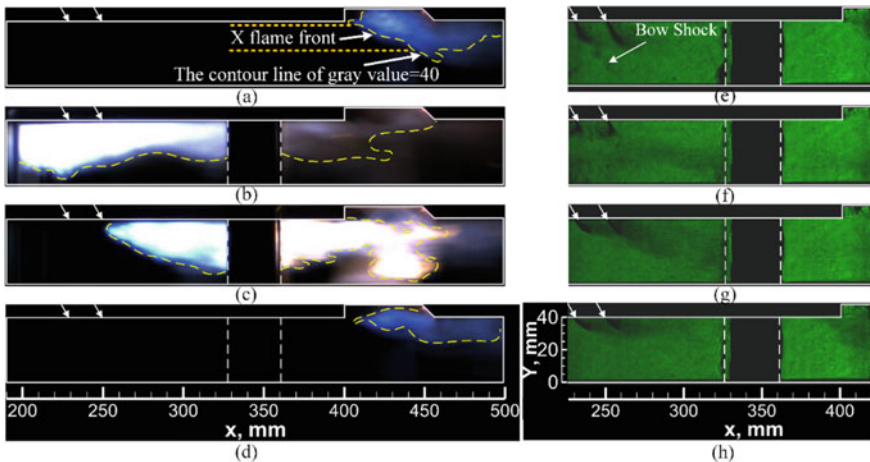 X flame front
The contour line of gray value=40
(a)
(b)
(c)
200 250 300 350 400 450 500
x, mm
(d)
Bow Shock
(e)
(f)
(g)
40
20
0
Y, mm
250 300 350 400
x, mm
(h)